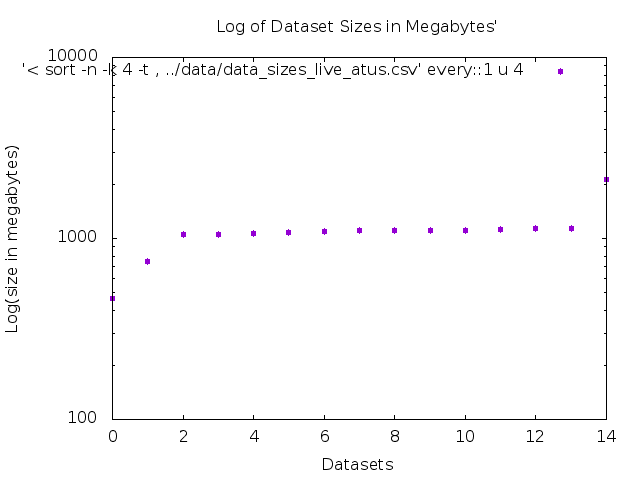 Log of Dataset Sizes in Megabytes'
10000
'< sort -n -k 4 -t , ../data/data_sizes_live_atus.csv' every::1 u 4
1000
100
Log(size in megabytes)
0 2 4 6 8 10 12 14
Datasets